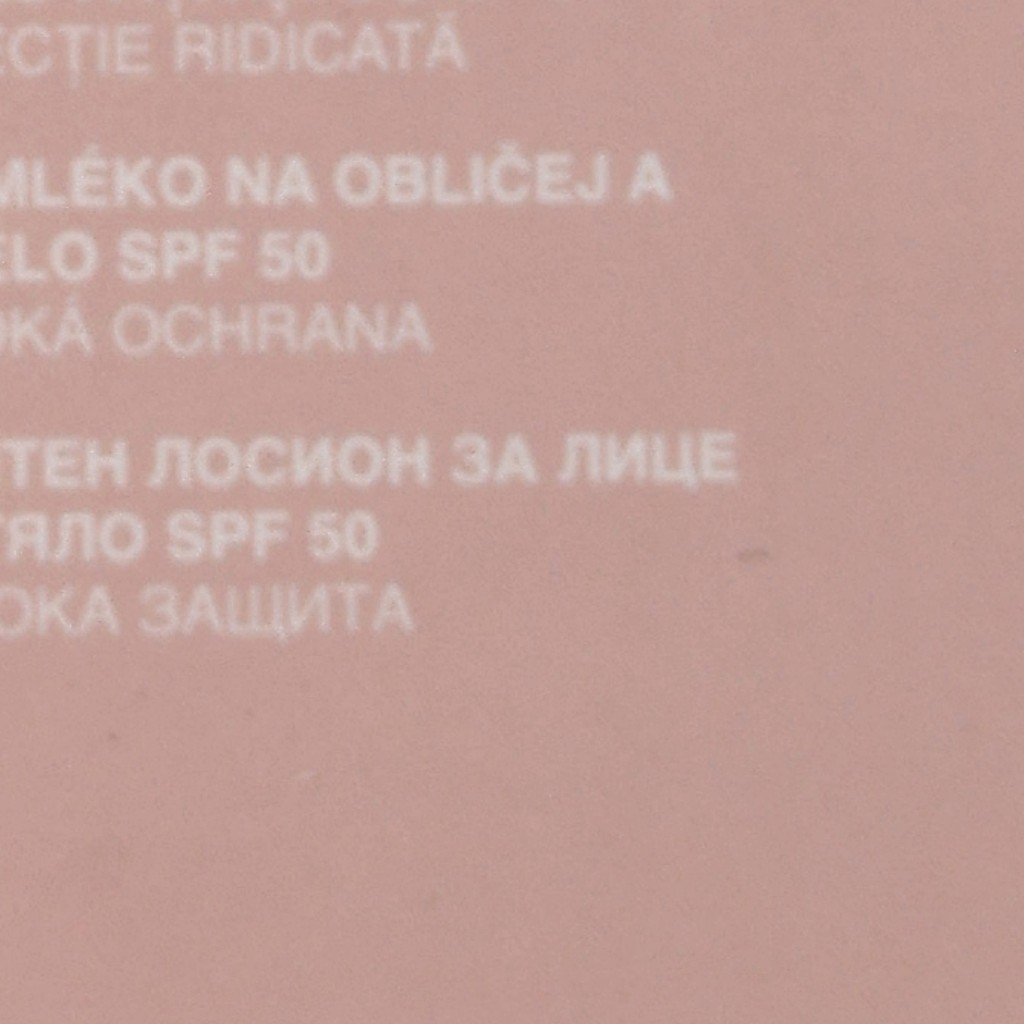 ECȚIE RIDICATĂ
MLÉKO NA OBLIČEJ A
ELO SPF 50
OKÁ OCHRANA
ТЕН ЛОСИОН ЗА ЛИЦЕ
ТЯЛО SPF 50
ОКА ЗАЩИТА